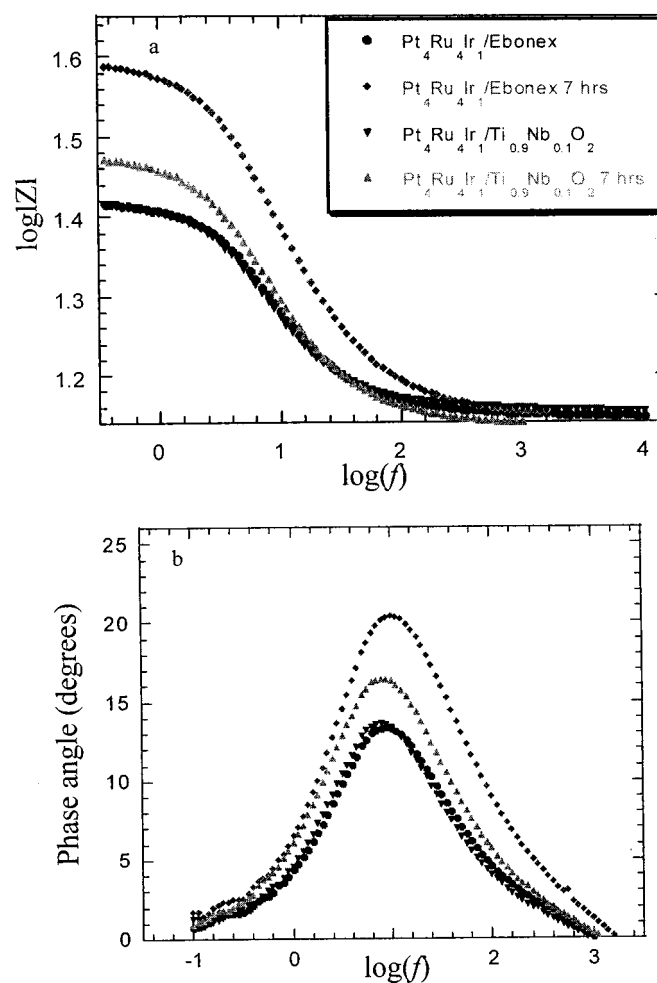 a
Pt4Ru4Ir1/Ebonex
Pt4Ru4Ir1/Ebonex 7 hrs
Pt4Ru4Ir1/Ti0.9Nb0.1O2
Pt4Ru4Ir1/Ti0.9Nb0.1O2 7 hrs
log|Z|
1.6
1.5
1.4
1.3
1.2
0 1 2 3 4
log(f)
b
Phase angle (degrees)
25
20
15
10
5
0
-1 0 1 2 3
log(f)